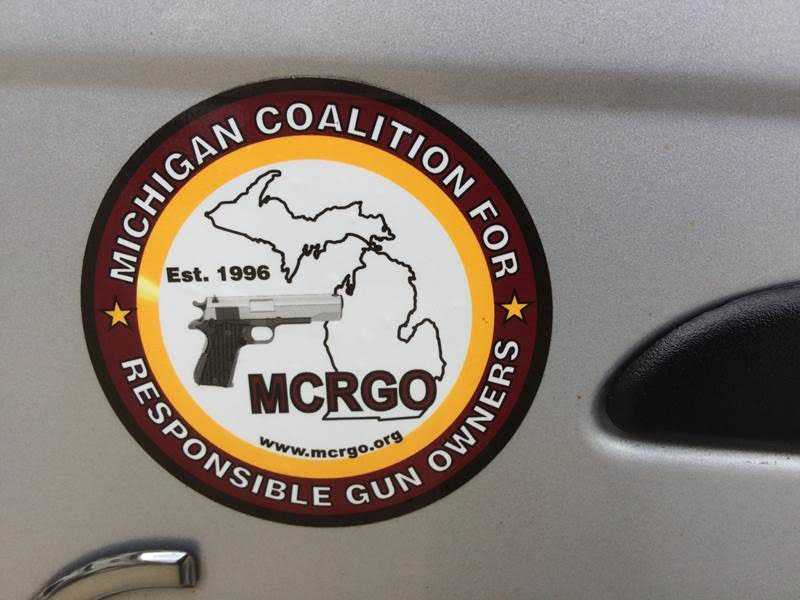 MICHIGAN COALITION FOR
Est. 1996
MCRGO
www.mcrgo.org
RESPONSIBLE GUN OWNERS